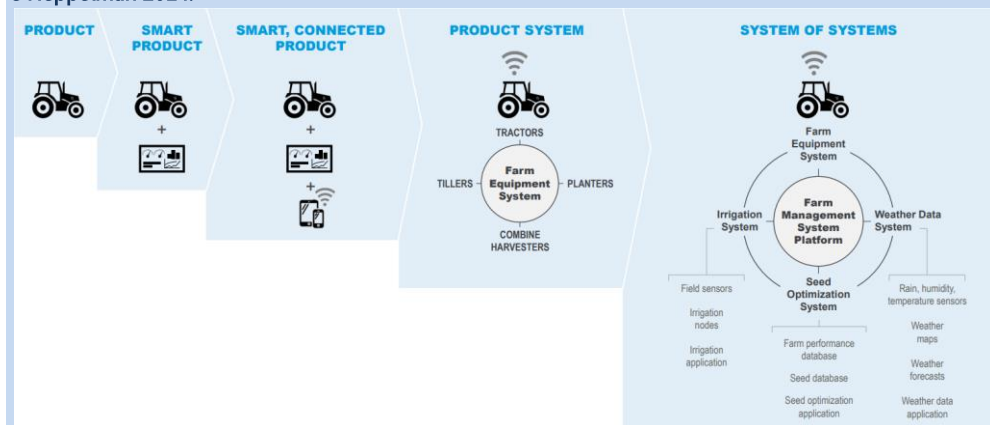 PRODUCT
SMART
PRODUCT
+
SMART, CONNECTED
PRODUCT
+
+
PRODUCT SYSTEM
TRACTORS
TILLERS
Farm
Equipment
System
PLANTERS
COMBINE
HARVESTERS
SYSTEM OF SYSTEMS
Farm
Equipment
System
Irrigation
System
Farm
Management
System
Platform
Weather Data
System
Seed
Optimization
System
Field sensors
Irrigation
nodes
Irrigation
application
Farm performance
database
Seed database
Seed optimization
application
Rain, humidity,
temperature sensors
Weather
maps
Weather
forecasts
Weather data
application